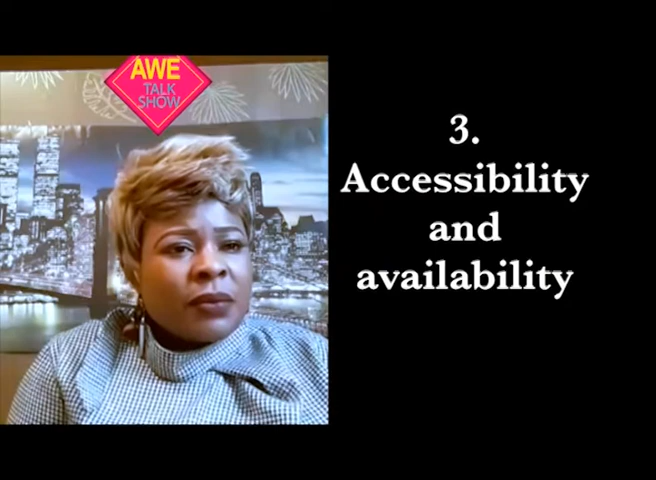 AWE
TALK
SHOW
3.
Accessibility
and
availability